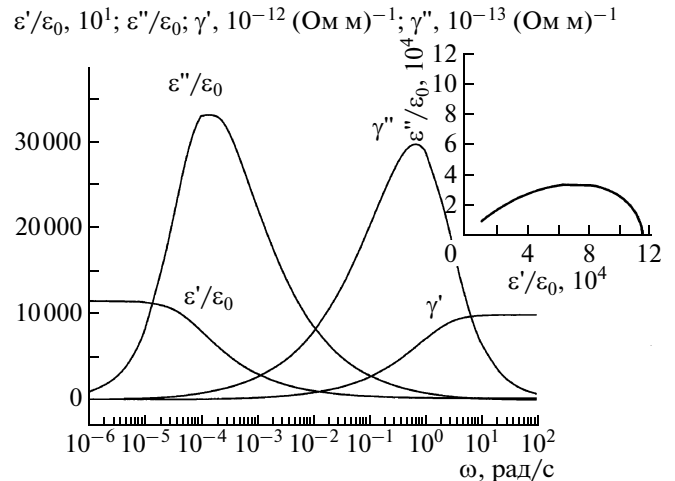 ε'/ε₀, 10¹; ε''/ε₀; γ', 10⁻¹² (Ом м)⁻¹; γ'', 10⁻¹³ (Ом м)⁻¹
ε''/ε₀, 10⁴
12
10
8
6
4
2
0
4
8
12
ε'/ε₀, 10⁴
ε''/ε₀
γ''
ε'/ε₀
γ'
30000
20000
10000
0
10⁻⁶ 10⁻⁵ 10⁻⁴ 10⁻³ 10⁻² 10⁻¹ 10⁰ 10¹ 10²
ω, рад/с